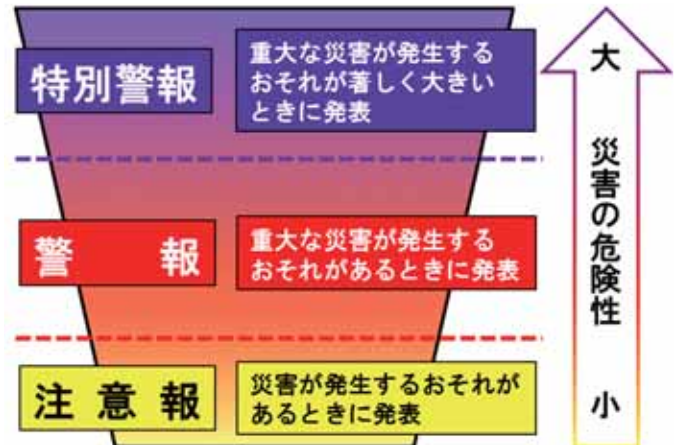 特別警報
重大な災害が発生する
おそれが著しく大きい
ときに発表
警報
重大な災害が発生する
おそれがあるときに発表
注意報
災害が発生するおそれが
あるときに発表
大
災害の危険性
小